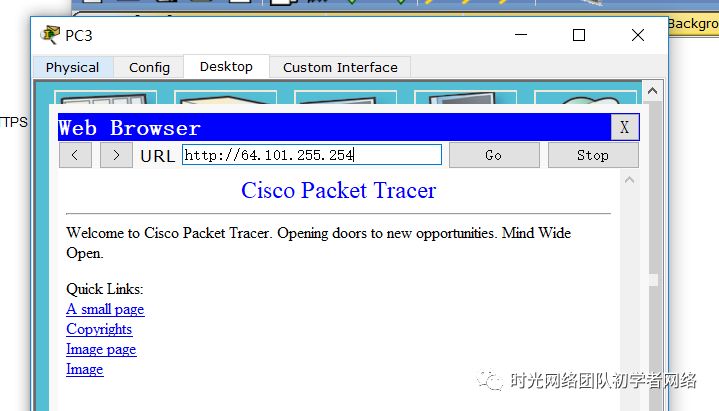 PC3
Backgro
Physical Config Desktop Custom Interface
TTPS
Web Browser X
< > URL http://64.101.255.254 Go Stop
Cisco Packet Tracer
Welcome to Cisco Packet Tracer. Opening doors to new opportunities. Mind Wide
Open.
Quick Links:
A small page
Copyrights
Image page
Image
时光网络团队初学者网络